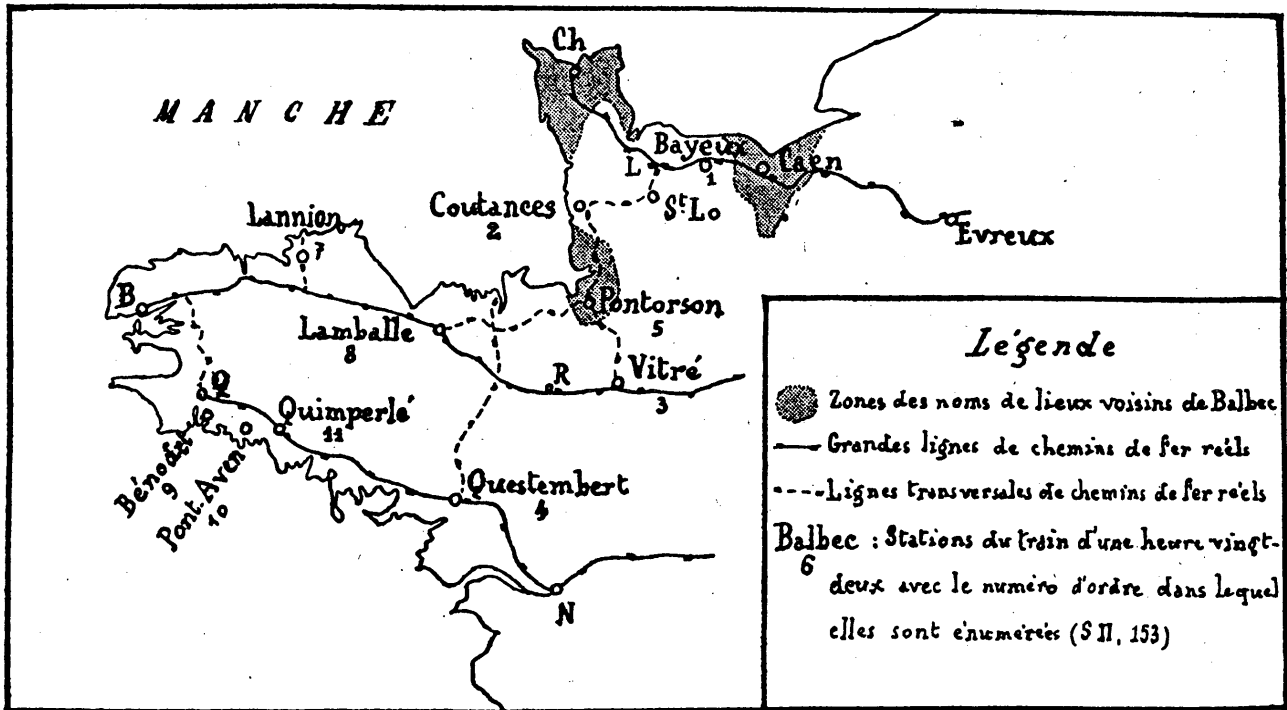 Ch
MANCHE
Bayeux
1
Caen
L
St Lo
Coutances
2
Evreux
Lannion
7
B
Pontorson
5
Lamballe
8
R
Vitré
3
Q
Quimperlé
11
Bénodet
9
Pont. Aven
10
Questembert
4
N
Légende
Zones des noms de lieux voisins de Balbec
Grandes lignes de chemins de fer réels
Lignes transversales de chemins de fer réels
Balbec : Stations du train d'une heure vingt-
6
deux avec le numéro d'ordre dans lequel
elles sont énumérées (S II, 153)